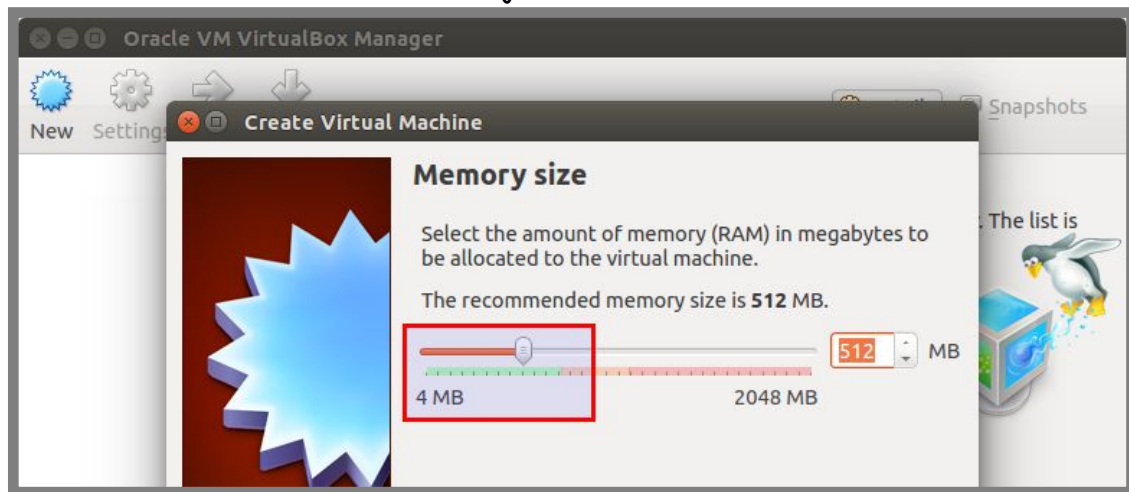 Oracle VM VirtualBox Manager
New
Snapshots
Create Virtual Machine
Memory size
Select the amount of memory (RAM) in megabytes to
be allocated to the virtual machine.
The recommended memory size is 512 MB.
512 MB
4 MB
2048 MB
. The list is